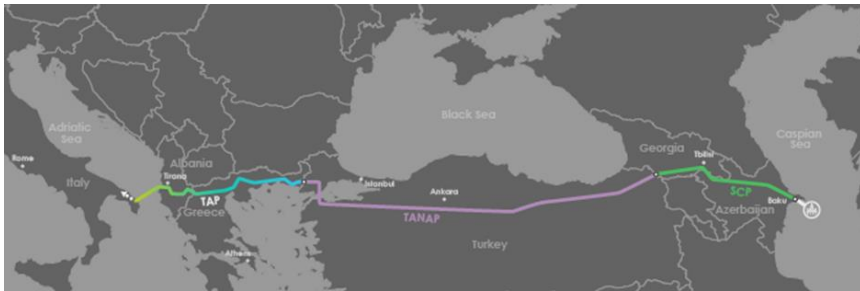 Black Sea
Adriatic
Sea
Georgia
Caspian
Sea
Tbilisi
Rome
Albania
Tirana
Italy
Istanbul
Ankara
SCP
TAP
Baku
Greece
TANAP
Azerbaijan
Turkey
Athens